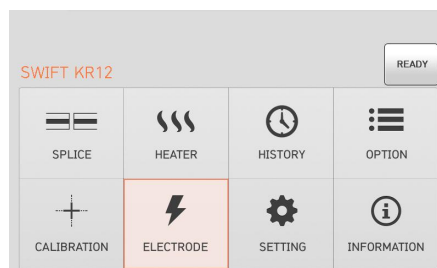 READY
SWIFT KR12
SPLICE HEATER HISTORY OPTION
CALIBRATION ELECTRODE SETTING INFORMATION